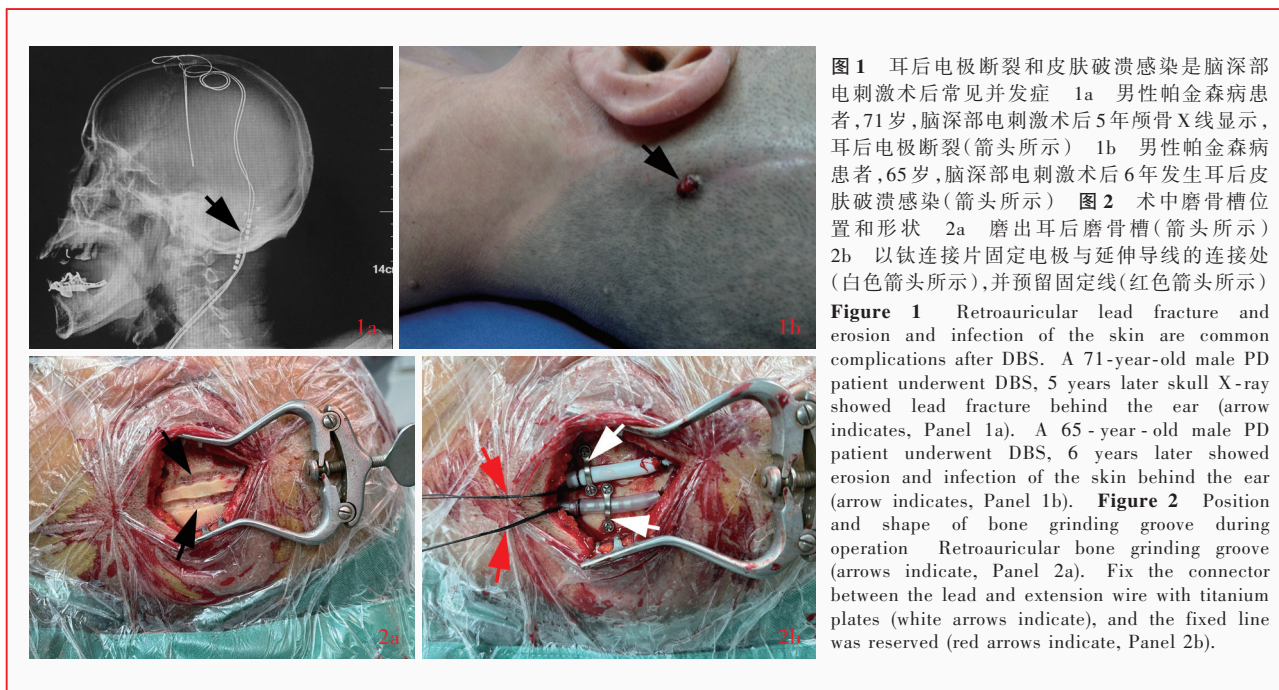 14cm
1a
1b
2a
2b
图1 耳后电极断裂和皮肤破溃感染是脑深部
电刺激术后常见并发症 1a 男性帕金森病患
者,71岁,脑深部电刺激术后5年颅骨X线显示,
耳后电极断裂(箭头所示) 1b 男性帕金森病
患者,65岁,脑深部电刺激术后6年发生耳后皮
肤破溃感染(箭头所示) 图2 术中磨骨槽位
置和形状 2a 磨出耳后磨骨槽(箭头所示)
2b 以钛连接片固定电极与延伸导线的连接处
(白色箭头所示),并预留固定线(红色箭头所示)
Figure 1 Retroauricular lead fracture and
erosion and infection of the skin are common
complications after DBS. A 71-year-old male PD
patient underwent DBS, 5 years later skull X-ray
showed lead fracture behind the ear (arrow
indicates, Panel 1a). A 65-year-old male PD
patient underwent DBS, 6 years later showed
erosion and infection of the skin behind the ear
(arrow indicates, Panel 1b). Figure 2 Position
and shape of bone grinding groove during
operation Retroauricular bone grinding groove
(arrows indicate, Panel 2a). Fix the connector
between the lead and extension wire with titanium
plates (white arrows indicate), and the fixed line
was reserved (red arrows indicate, Panel 2b).